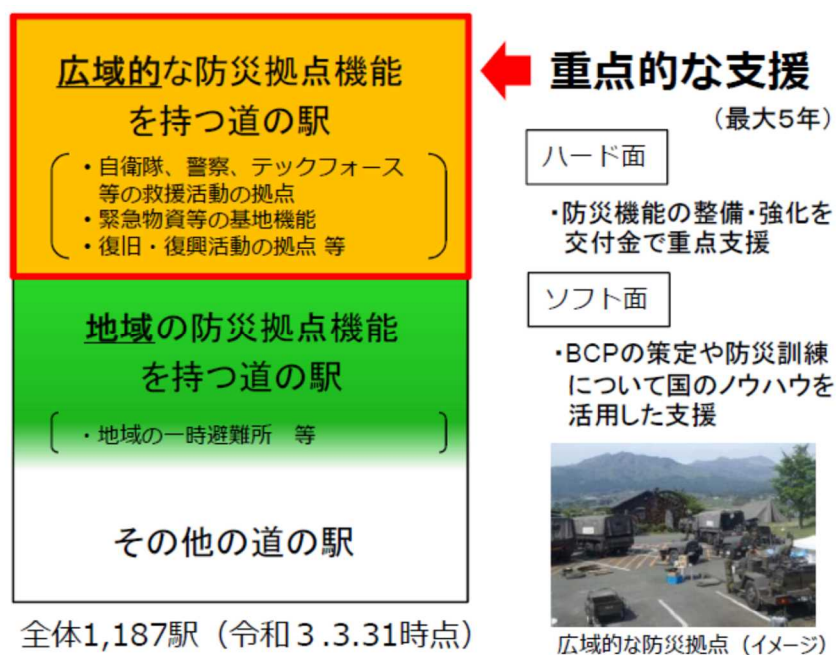 広域的な防災拠点機能
を持つ道の駅
・自衛隊、警察、テックフォース
等の救援活動の拠点
・緊急物資等の基地機能
・復旧・復興活動の拠点 等
地域の防災拠点機能
を持つ道の駅
・地域の一時避難所 等
その他の道の駅
全体1,187駅（令和３.3.31時点）
重点的な支援
（最大5年）
ハード面
・防災機能の整備・強化を
交付金で重点支援
ソフト面
・BCPの策定や防災訓練
について国のノウハウを
活用した支援
広域的な防災拠点（イメージ）